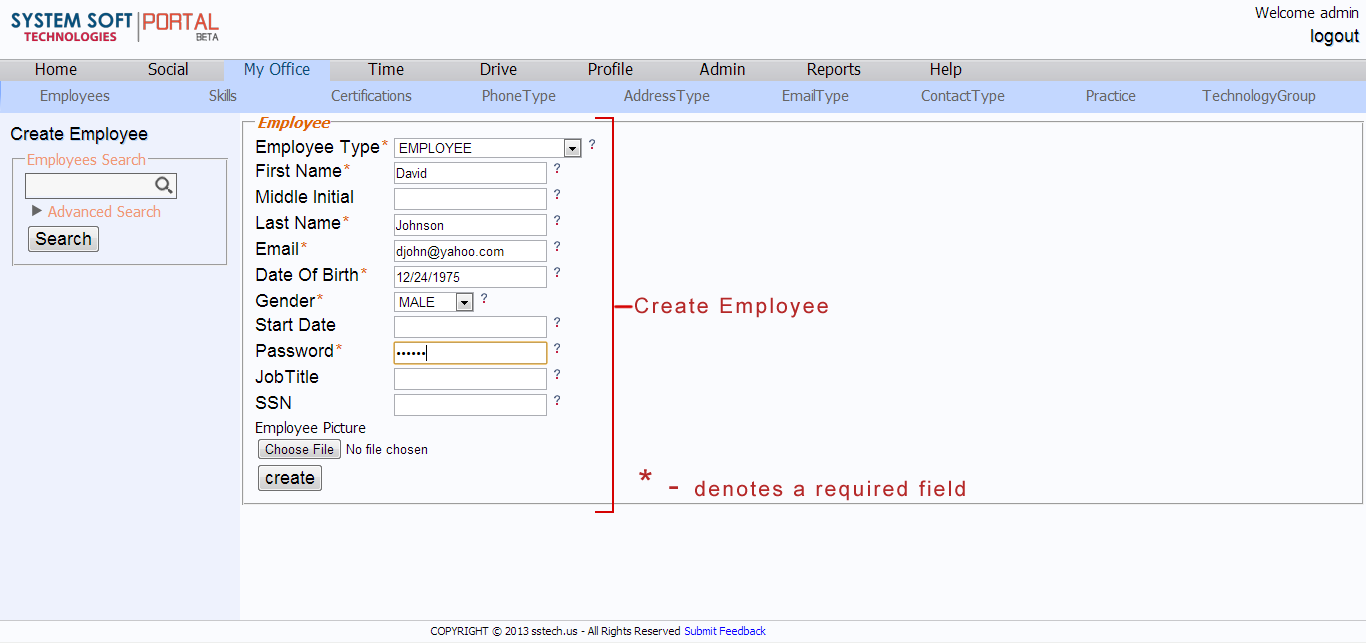 SYSTEM SOFT PORTAL
TECHNOLOGIES BETA
Welcome admin
logout
Home Social My Office Time Drive Profile Admin Reports Help
Employees Skills Certifications PhoneType AddressType EmailType ContactType Practice TechnologyGroup
Create Employee
Employees Search
Advanced Search
Search
Employee
Employee Type* EMPLOYEE ?
First Name* David ?
Middle Initial ?
Last Name* Johnson ?
Email* djohn@yahoo.com ?
Date Of Birth* 12/24/1975 ?
Gender* MALE ?
Start Date ?
Password* •••••• ?
JobTitle ?
SSN ?
Employee Picture
Choose File No file chosen
create
Create Employee
* - denotes a required field
COPYRIGHT © 2013 sstech.us - All Rights Reserved Submit Feedback